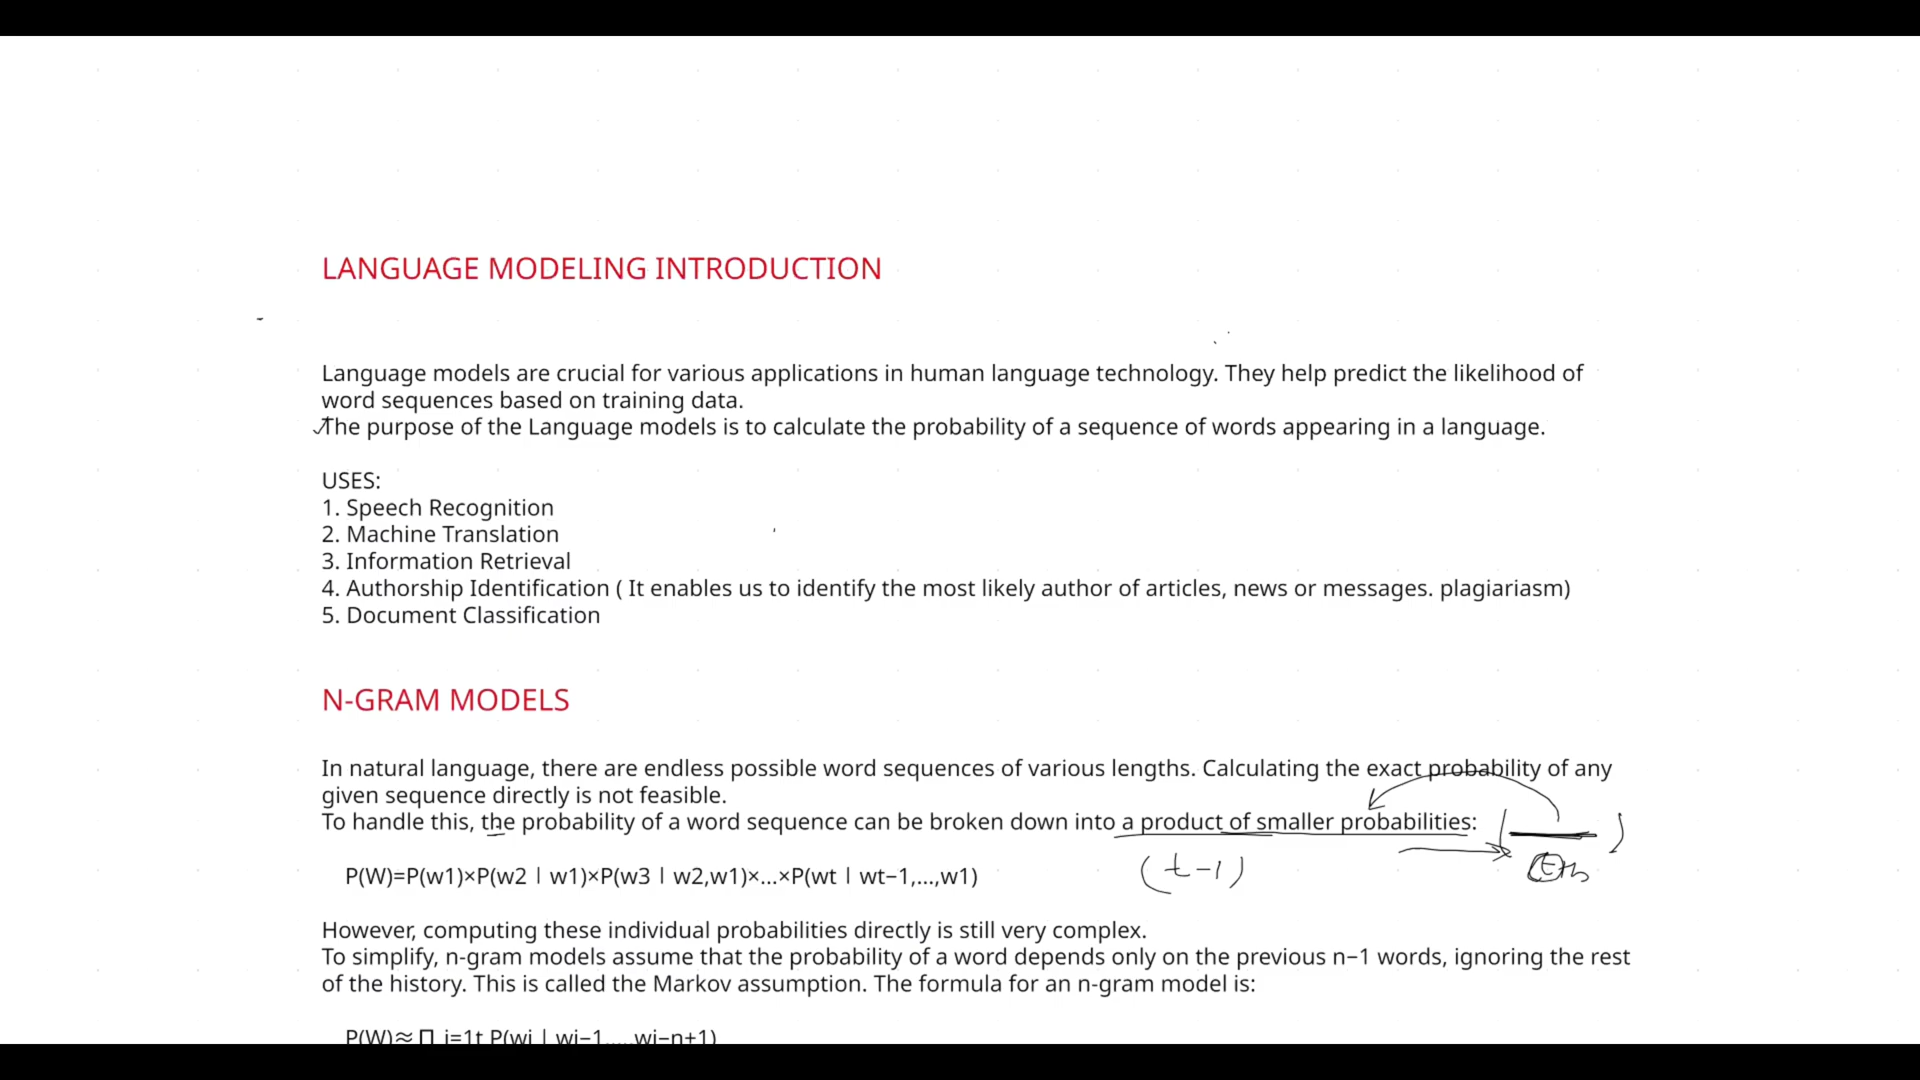 LANGUAGE MODELING INTRODUCTION
Language models are crucial for various applications in human language technology. They help predict the likelihood of
word sequences based on training data.
The purpose of the Language models is to calculate the probability of a sequence of words appearing in a language.
USES:
1. Speech Recognition
2. Machine Translation
3. Information Retrieval
4. Authorship Identification ( It enables us to identify the most likely author of articles, news or messages. plagiariasm)
5. Document Classification
N-GRAM MODELS
In natural language, there are endless possible word sequences of various lengths. Calculating the exact probability of any
given sequence directly is not feasible.
To handle this, the probability of a word sequence can be broken down into a product of smaller probabilities:
P(W)=P(w1)×P(w2 | w1)×P(w3 | w2,w1)×...×P(wt | wt−1,...,w1)
(t-1)
However, computing these individual probabilities directly is still very complex.
To simplify, n-gram models assume that the probability of a word depends only on the previous n−1 words, ignoring the rest
of the history. This is called the Markov assumption. The formula for an n-gram model is:
P(W)≈∏ i=1t P(wi | wi−1,...,wi−n+1)